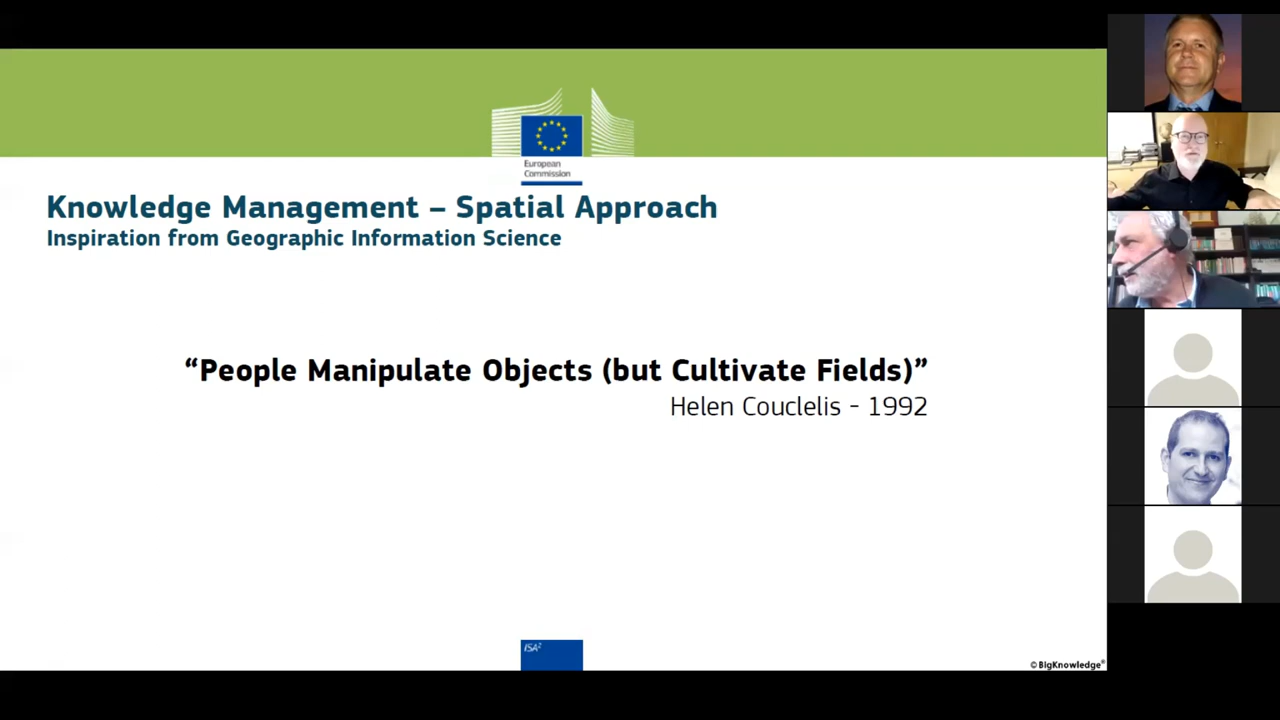 European
Commission
Knowledge Management – Spatial Approach
Inspiration from Geographic Information Science
“People Manipulate Objects (but Cultivate Fields)”
Helen Couclelis - 1992
ISA²
© BigKnowledge®